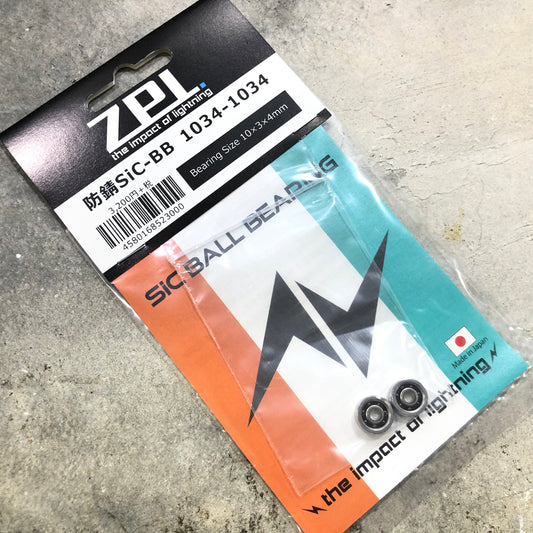 ZPI.
the impact of lightning
防錆SiC-BB 1034-1034
Bearing Size 10×3×4mm
3,200円+税
4580168523000
SiC BALL BEARING
Made in Japan
the impact of lightning